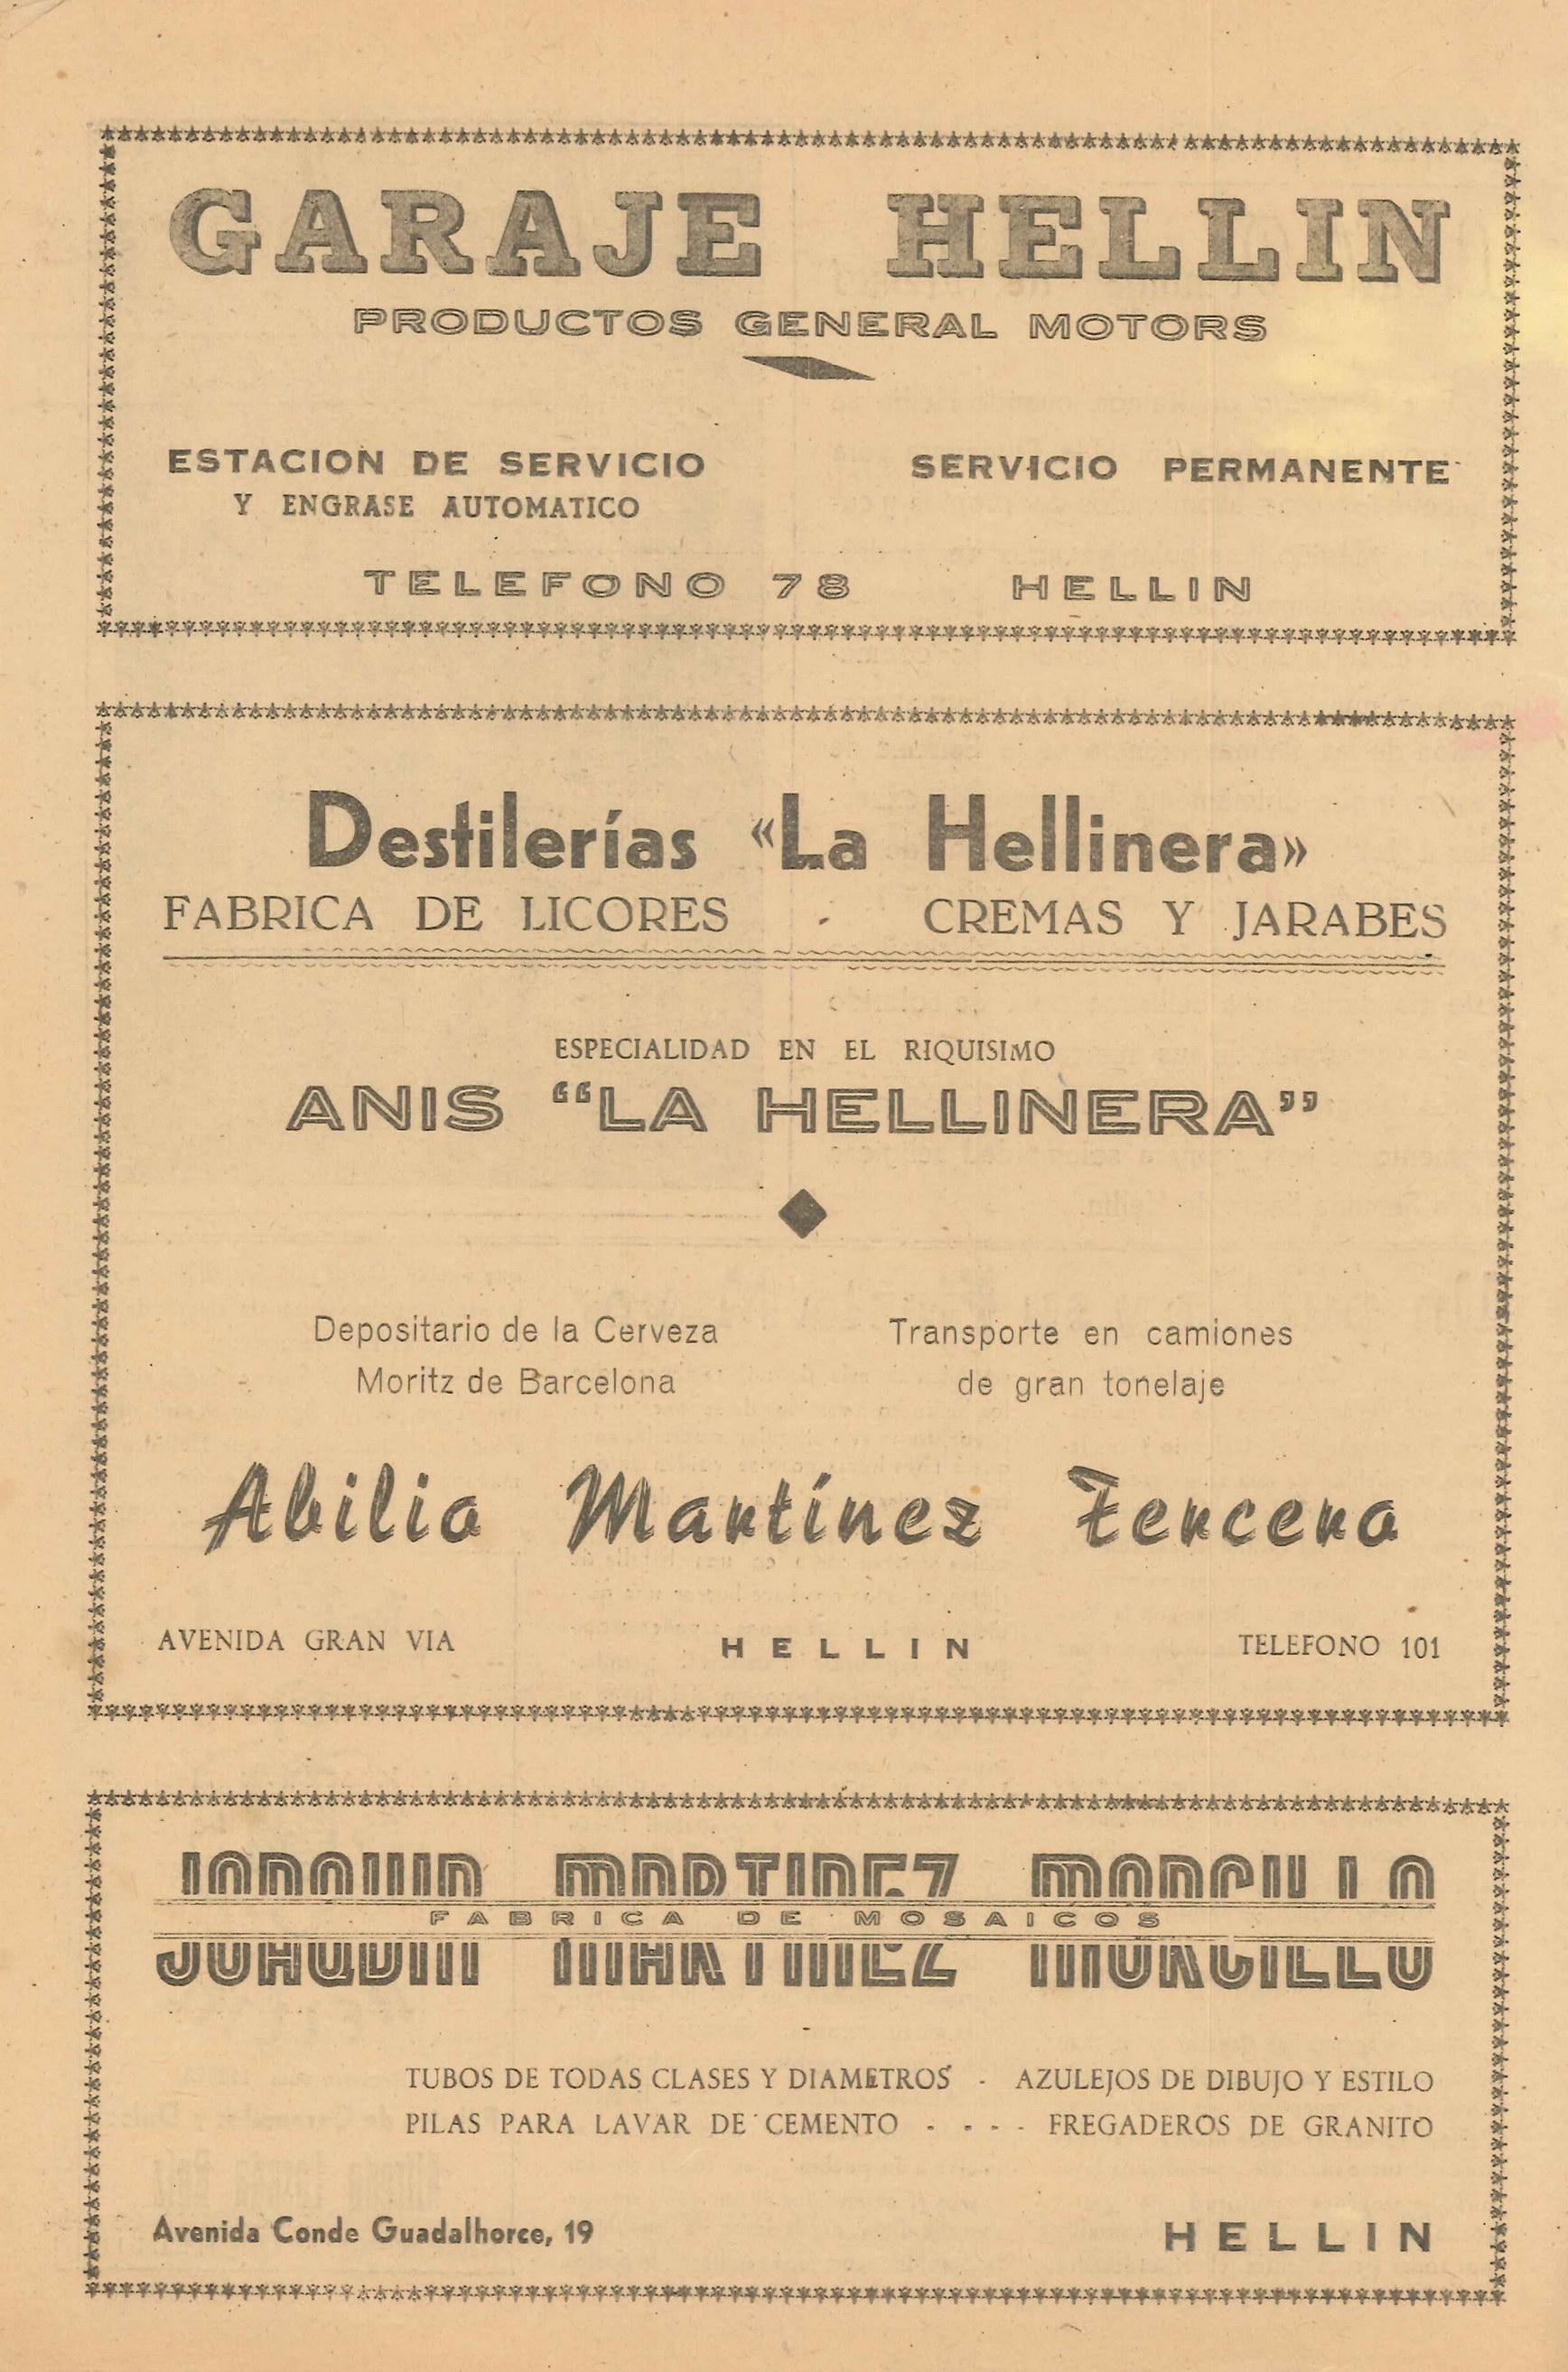 GARAJE HELLIN
PRODUCTOS GENERAL MOTORS
ESTACION DE SERVICIO
Y ENGRASE AUTOMATICO
SERVICIO PERMANENTE
TELEFONO 78 HELLIN
Destilerías «La Hellinera»
FABRICA DE LICORES - CREMAS Y JARABES
ESPECIALIDAD EN EL RIQUISIMO
ANIS “LA HELLINERA”
Depositario de la Cerveza
Moritz de Barcelona
Transporte en camiones
de gran tonelaje
Abilio Martínez Tercero
AVENIDA GRAN VIA HELLIN TELEFONO 101
JOAQUIN MARTINEZ MORCILLO
FABRICA DE MOSAICOS
TUBOS DE TODAS CLASES Y DIAMETROS - AZULEJOS DE DIBUJO Y ESTILO
PILAS PARA LAVAR DE CEMENTO - - - - FREGADEROS DE GRANITO
Avenida Conde Guadalhorce, 19 HELLIN